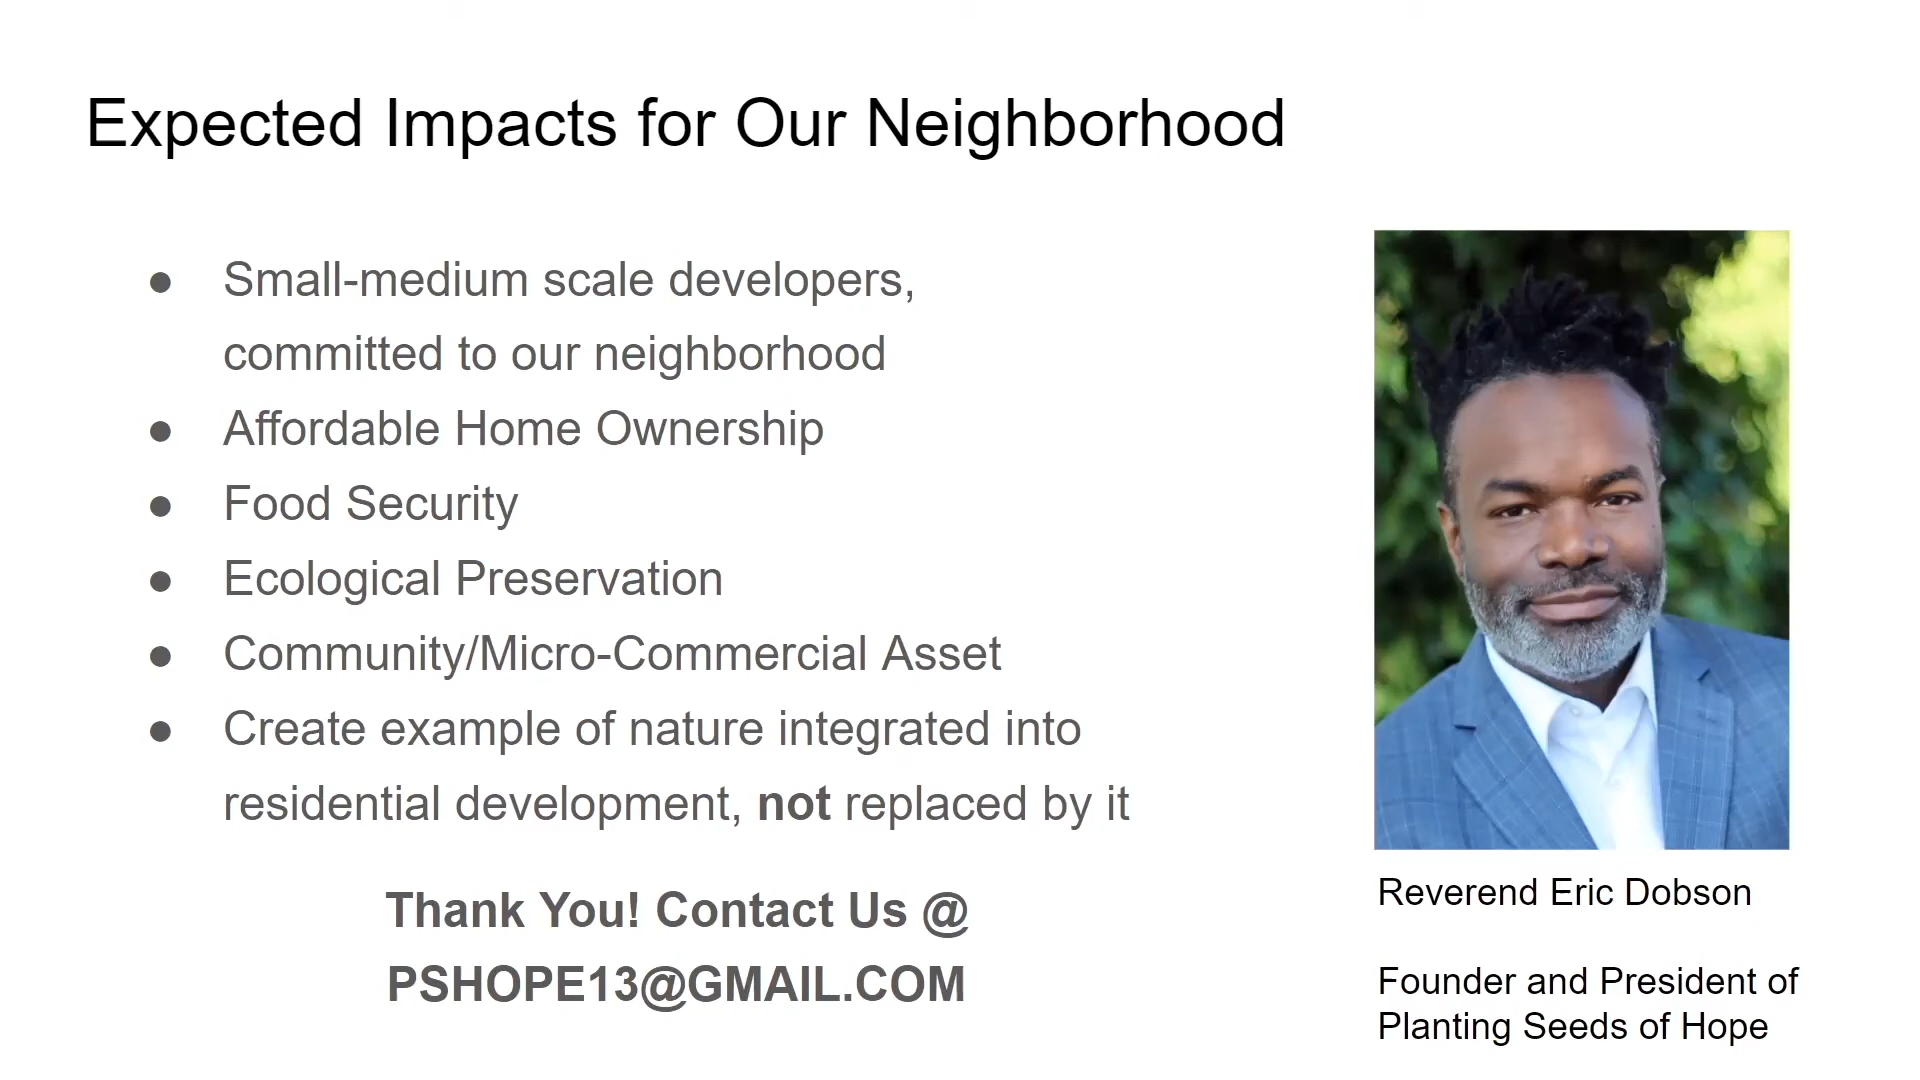 Expected Impacts for Our Neighborhood
● Small-medium scale developers,
committed to our neighborhood
● Affordable Home Ownership
● Food Security
● Ecological Preservation
● Community/Micro-Commercial Asset
● Create example of nature integrated into
residential development, not replaced by it
Thank You! Contact Us @
PSHOPE13@GMAIL.COM
Reverend Eric Dobson
Founder and President of
Planting Seeds of Hope